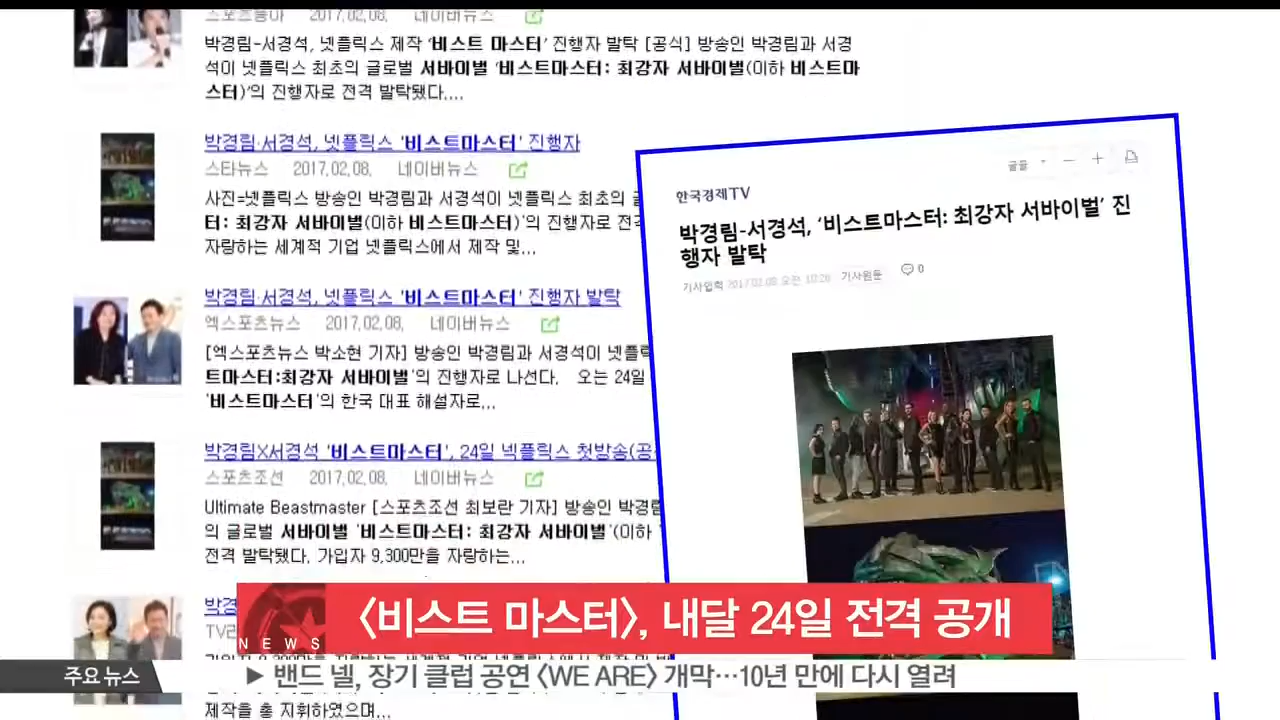 스포츠동아 2017.02.08. 네이버뉴스
박경림-서경석, 넷플릭스 제작 '비스트 마스터' 진행자 발탁 [공식] 방송인 박경림과 서경
석이 넷플릭스 최초의 글로벌 서바이벌 '비스트마스터: 최강자 서바이벌(이하 비스트마
스터)'의 진행자로 전격 발탁됐다....
박경림·서경석, 넷플릭스 '비스트마스터' 진행자
스타뉴스 2017.02.08. 네이버뉴스
사진=넷플릭스 방송인 박경림과 서경석이 넷플릭스 최초의
터: 최강자 서바이벌(이하 비스트마스터)'의 진행자로
자랑하는 세계적 기업 넷플릭스에서 제작 및...
박경림·서경석, 넷플릭스 '비스트마스터' 진행자 발탁
엑스포츠뉴스 2017.02.08. 네이버뉴스
[엑스포츠뉴스 박소현 기자] 방송인 박경림과 서경석이
트마스터:최강자 서바이벌'의 진행자로 나선다. 오는 24일
'비스트마스터'의 한국 대표 해설자로...
박경림X서경석 '비스트마스터', 24일 넥플릭스 첫방송
스포츠조선 2017.02.08. 네이버뉴스
Ultimate Beastmaster [스포츠조선 최보란 기자] 방송인
의 글로벌 서바이벌 '비스트마스터: 최강자 서바이벌'(이하
전격 발탁됐다. 가입자 9,300만을 자랑하는...
제작을 총 지휘하였으며...
글꼴 - +
한국경제TV
박경림-서경석, '비스트마스터: 최강자 서바이벌' 진
행자 발탁
기사입력 2017.02.08 오전 10:26 기사원문 0
NEWS
<비스트 마스터>, 내달 24일 전격 공개
주요 뉴스
▶ 밴드 넬, 장기 클럽 공연 <WE ARE> 개막…10년 만에 다시 열려